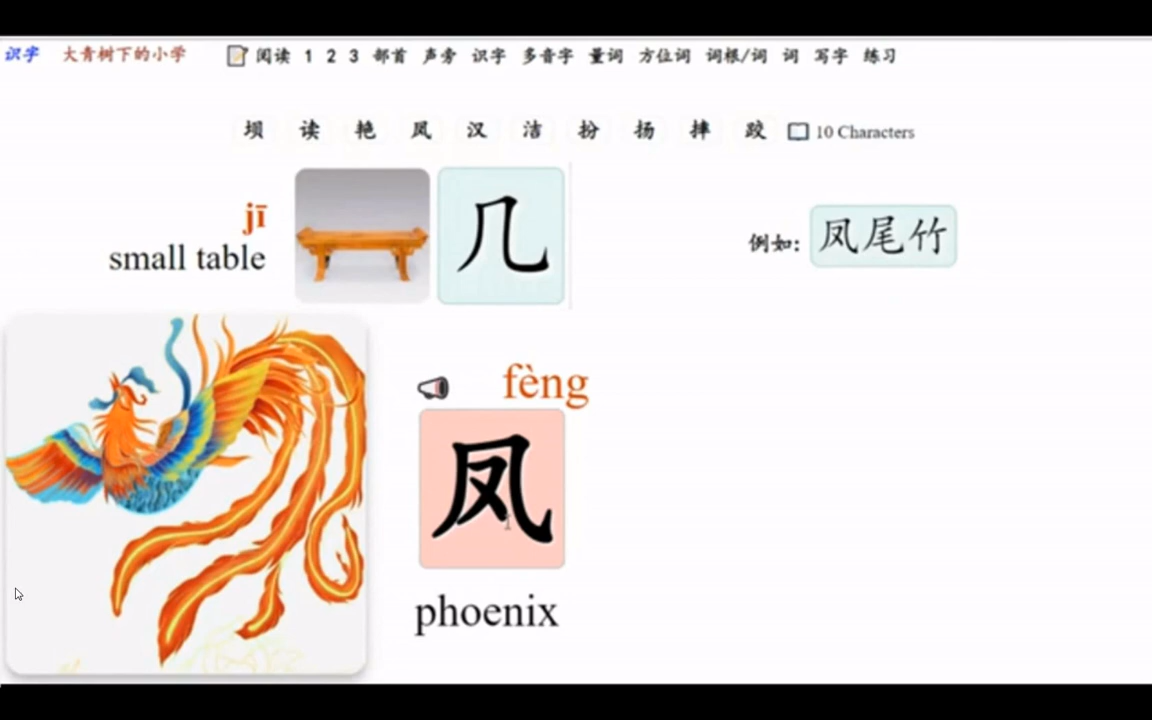 识字 大青树下的小学 阅读 1 2 3 部首 声旁 识字 多音字 量词 方位词 词根/词 词 写字 练习
坝 读 艳 凤 汉 洁 扮 扬 摔 跤 10 Characters
jī
small table
几
例如: 凤尾竹
fèng
凤
phoenix